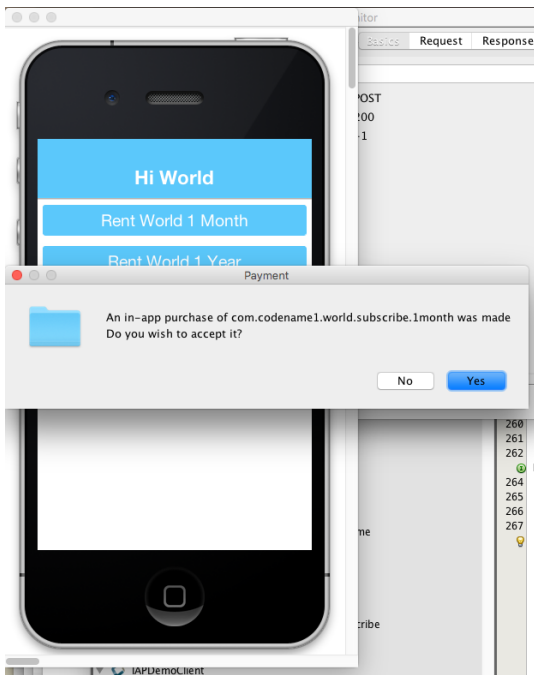 itor
Basics Request Response
POST
200
-1
Hi World
Rent World 1 Month
Rent World 1 Year
Payment
An in-app purchase of com.codename1.world.subscribe.1month was made
Do you wish to accept it?
No Yes
260
261
262
264
265
266
267
me
cribe
IAPDemoClient